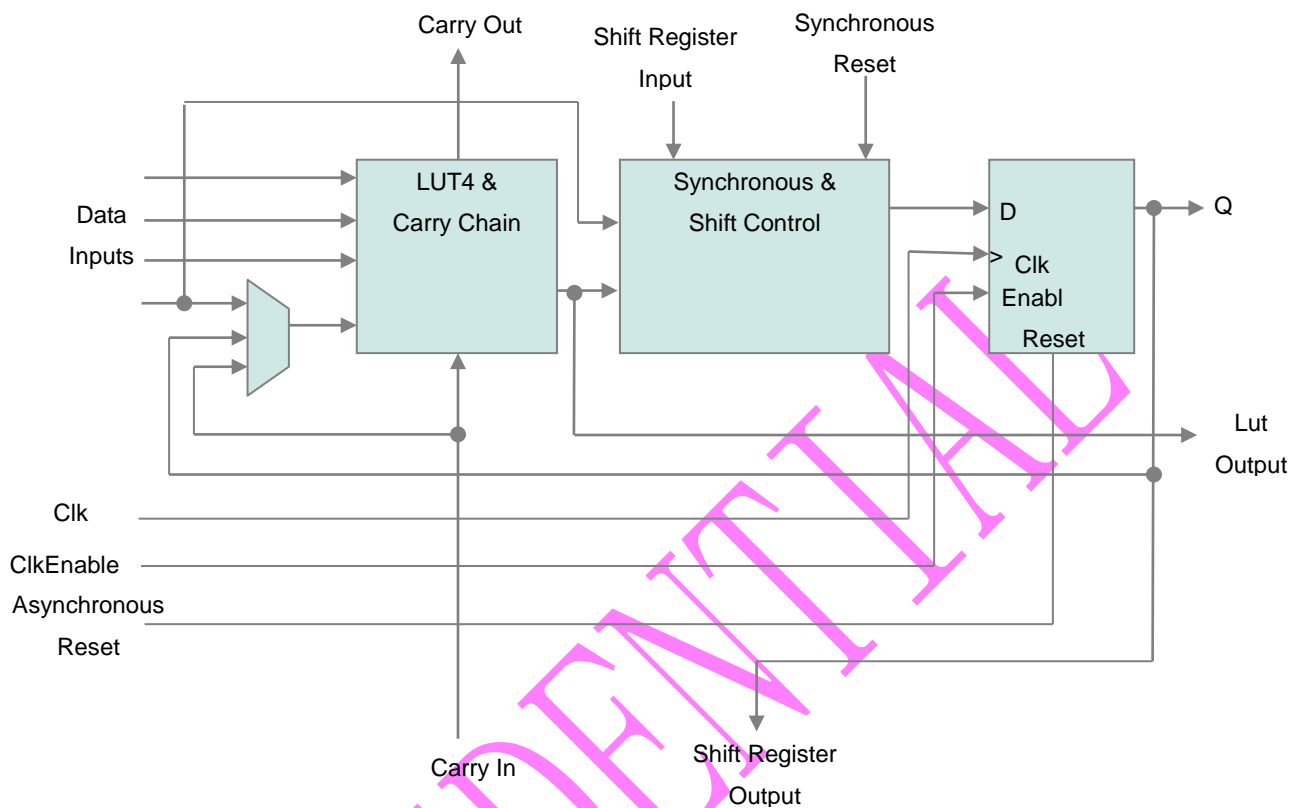 Carry Out
Shift Register
Input
Synchronous
Reset
LUT4 &
Carry Chain
Synchronous &
Shift Control
Data
Inputs
D
Q
> Clk
Enabl
Reset
Lut
Output
Clk
ClkEnable
Asynchronous
Reset
Carry In
Shift Register
Output
DENTIAL